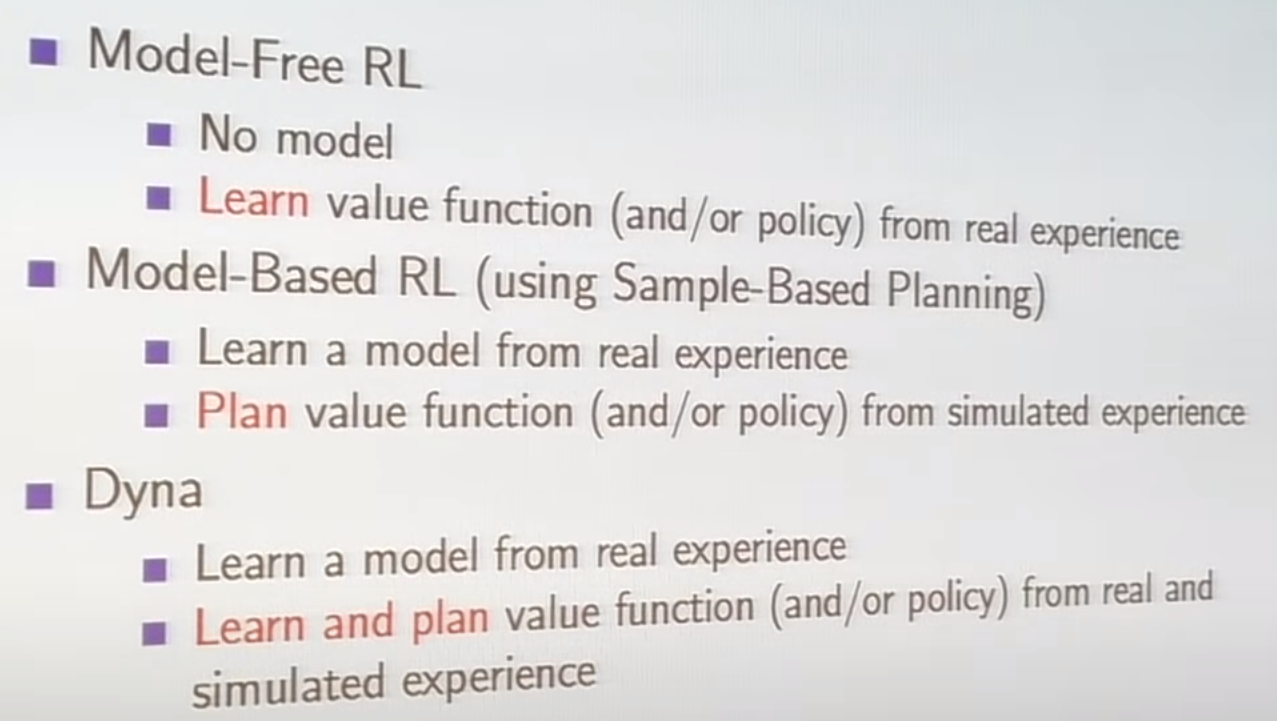 Model-Free RL
No model
Learn value function (and/or policy) from real experience
Model-Based RL (using Sample-Based Planning)
Learn a model from real experience
Plan value function (and/or policy) from simulated experience
Dyna
Learn a model from real experience
Learn and plan value function (and/or policy) from real and
simulated experience